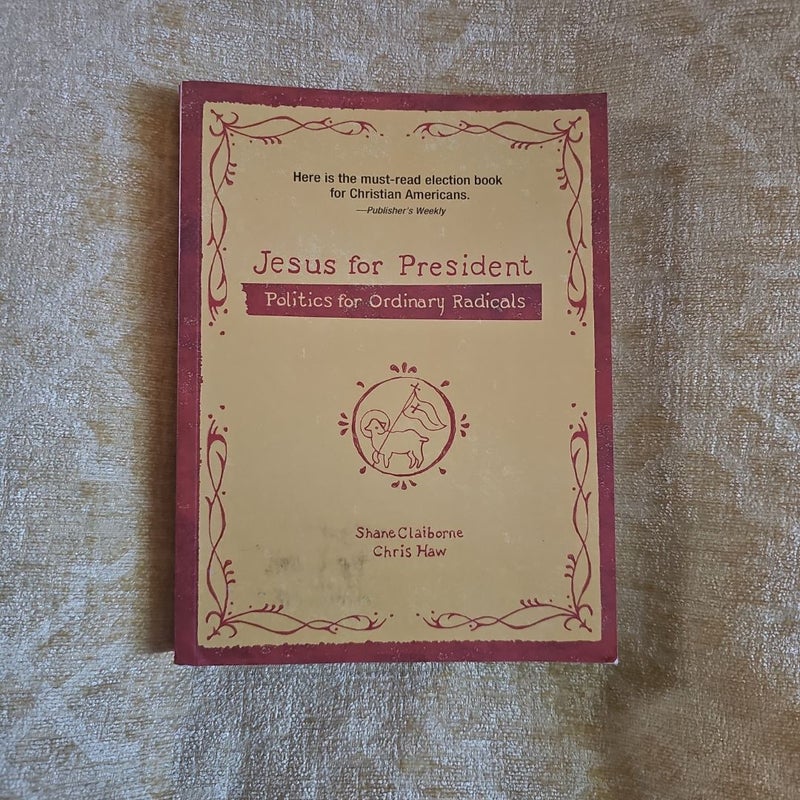 Here is the must-read election book
for Christian Americans.
—Publisher's Weekly
Jesus for President
Politics for Ordinary Radicals
Shane Claiborne
Chris Haw